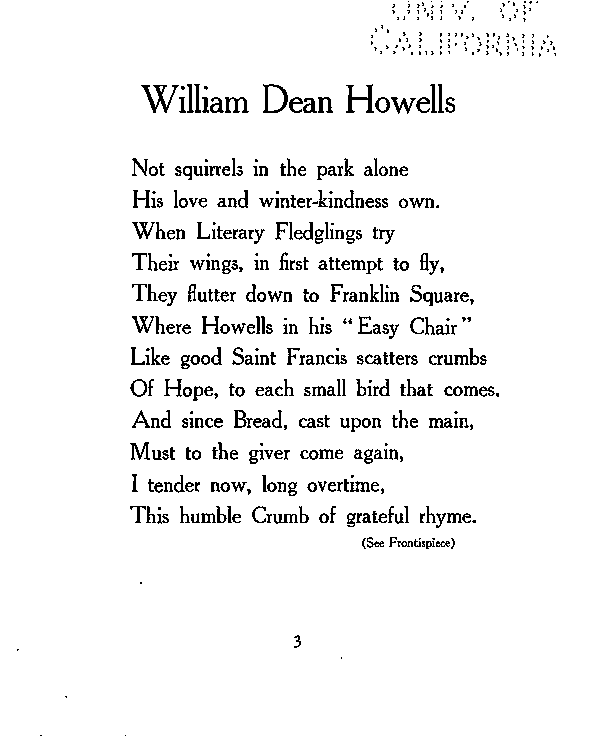 UNIV. OF
CALIFORNIA
William Dean Howells
Not squirrels in the park alone
His love and winter-kindness own.
When Literary Fledglings try
Their wings, in first attempt to fly,
They flutter down to Franklin Square,
Where Howells in his “Easy Chair”
Like good Saint Francis scatters crumbs
Of Hope, to each small bird that comes.
And since Bread, cast upon the main,
Must to the giver come again,
I tender now, long overtime,
This humble Crumb of grateful rhyme.
(See Frontispiece)
3